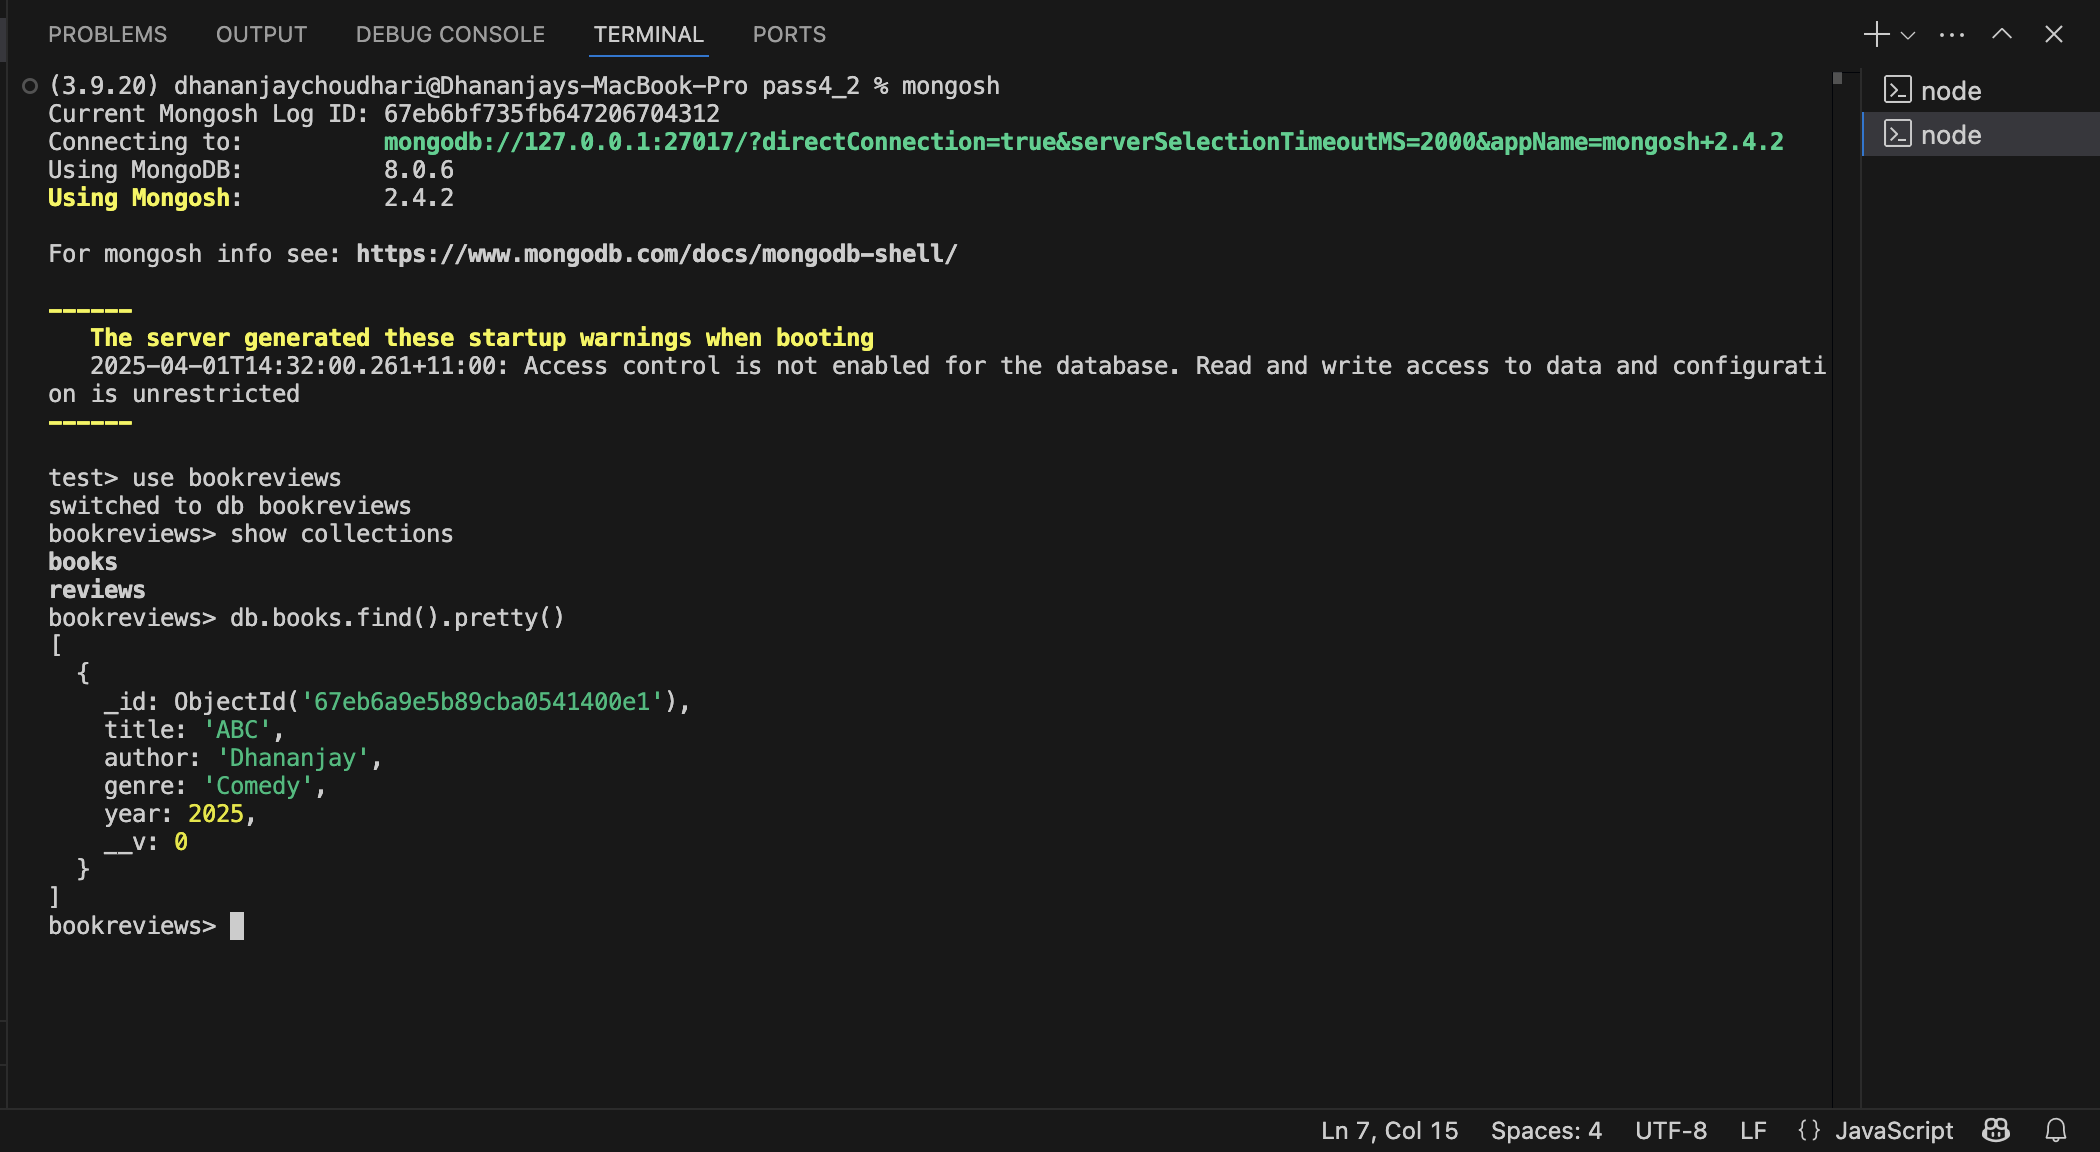 PROBLEMS OUTPUT DEBUG CONSOLE TERMINAL PORTS
(3.9.20) dhananjaychoudhari@Dhananjays-MacBook-Pro pass4_2 % mongosh
Current Mongosh Log ID: 67eb6bf735fb647206704312
Connecting to: mongodb://127.0.0.1:27017/?directConnection=true&serverSelectionTimeoutMS=2000&appName=mongosh+2.4.2
Using MongoDB: 8.0.6
Using Mongosh: 2.4.2
For mongosh info see: https://www.mongodb.com/docs/mongodb-shell/
------
The server generated these startup warnings when booting
2025-04-01T14:32:00.261+11:00: Access control is not enabled for the database. Read and write access to data and configurati
on is unrestricted
------
test> use bookreviews
switched to db bookreviews
bookreviews> show collections
books
reviews
bookreviews> db.books.find().pretty()
[
{
_id: ObjectId('67eb6a9e5b89cba0541400e1'),
title: 'ABC',
author: 'Dhananjay',
genre: 'Comedy',
year: 2025,
__v: 0
}
]
bookreviews>
node
node
Ln 7, Col 15 Spaces: 4 UTF-8 LF {} JavaScript